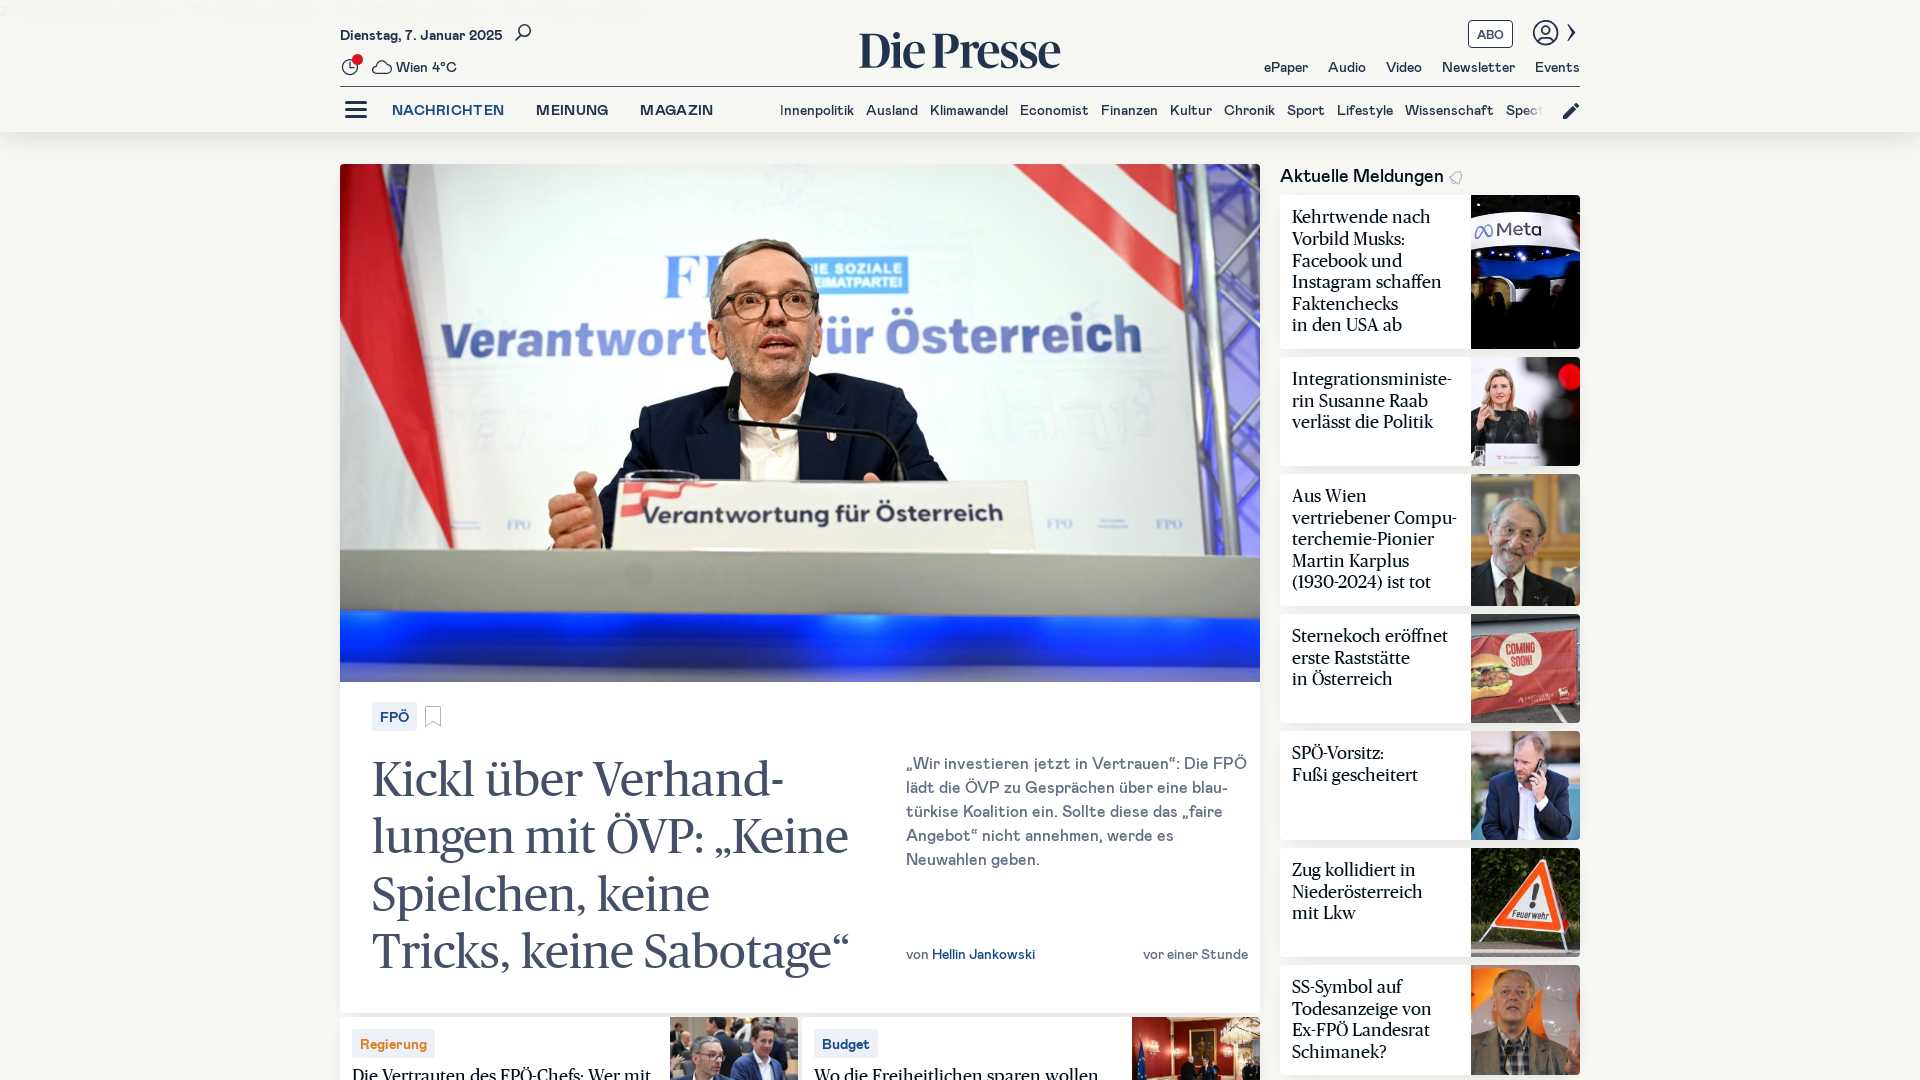 Dienstag, 7. Januar 2025
Wien 4°C
Die Presse
ABO
ePaper Audio Video Newsletter Events
NACHRICHTEN MEINUNG MAGAZIN
Innenpolitik Ausland Klimawandel Economist Finanzen Kultur Chronik Sport Lifestyle Wissenschaft Spect
DIE SOZIALE
HEIMATPARTEI
Österreich
Verantwortung für Österreich
FPÖ
FPÖ
FPÖ
FPÖ
Kickl über Verhand-
lungen mit ÖVP: „Keine
Spielchen, keine
Tricks, keine Sabotage“
„Wir investieren jetzt in Vertrauen“: Die FPÖ
lädt die ÖVP zu Gesprächen über eine blau-
türkise Koalition ein. Sollte diese das „faire
Angebot“ nicht annehmen, werde es
Neuwahlen geben.
von Hellin Jankowski
vor einer Stunde
Regierung
Die Vertrauten des FPÖ-Chefs: Wer mit
Budget
Wo die Freiheitlichen sparen wollen
Aktuelle Meldungen
Kehrtwende nach
Vorbild Musks:
Facebook und
Instagram schaffen
Faktenchecks
in den USA ab
Meta
Integrationsministe-
rin Susanne Raab
verlässt die Politik
Aus Wien
vertriebener Compu-
terchemie-Pionier
Martin Karplus
(1930-2024) ist tot
Sternekoch eröffnet
erste Raststätte
in Österreich
COMING
SOON!
SPÖ-Vorsitz:
Fußi gescheitert
Zug kollidiert in
Niederösterreich
mit Lkw
Feuerwehr
SS-Symbol auf
Todesanzeige von
Ex-FPÖ Landesrat
Schimanek?